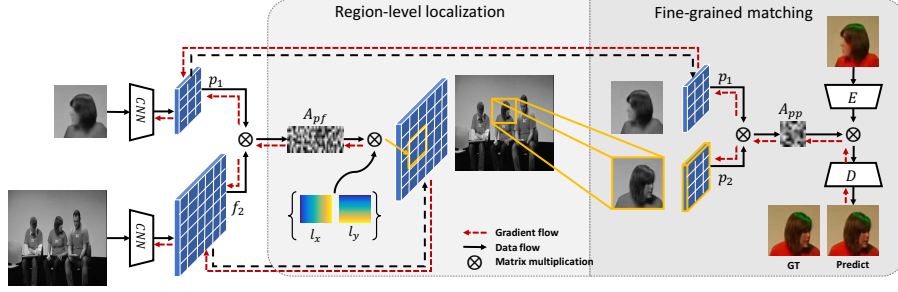 Region-level localization
Fine-grained matching
CNN
p₁
A_pf
f₂
CNN
l_x
l_y
Gradient flow
Data flow
Matrix multiplication
p₁
A_pp
p₂
E
D
GT
Predict